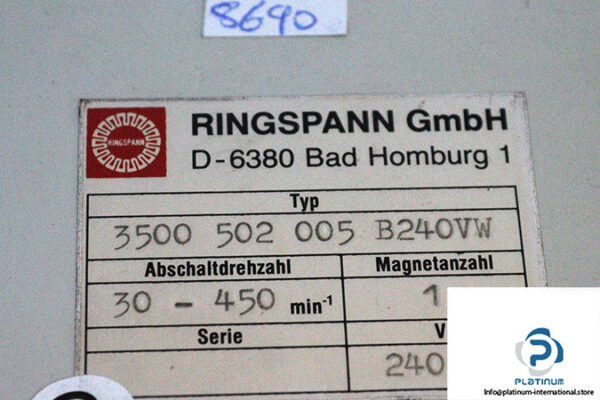 8690
RINGSPANN
RINGSPANN GmbH
D-6380 Bad Homburg 1
Typ
3500 502 005 B240VW
Abschaltdrehzahl Magnetanzahl
30 - 450 min-1 1
Serie V
240
PLATINUM
Info@platinum-international.store